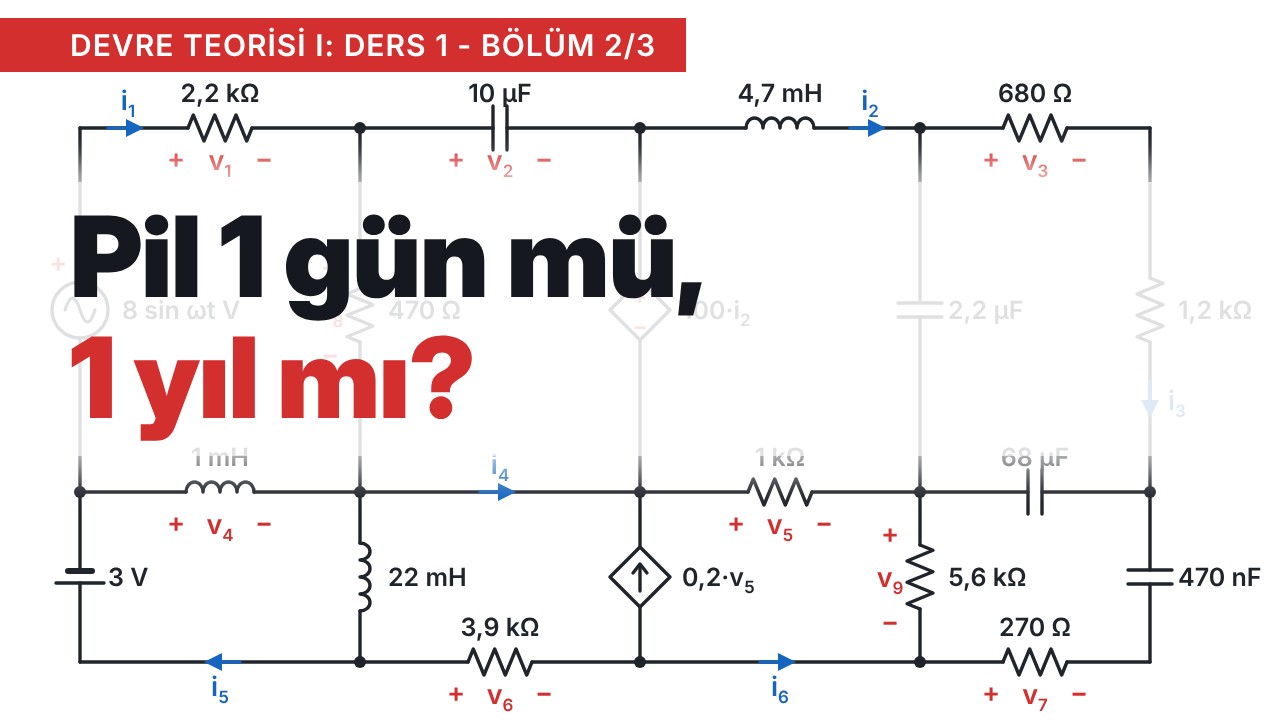 DEVRE TEORİSİ I: DERS 1 - BÖLÜM 2/3
i1 2,2 kΩ 10 µF 4,7 mH i2 680 Ω
+ v1 − + v2 − + v3 −
Pil 1 gün mü,
8 sin ωt V 470 Ω 00·i2 2,2 µF 1,2 kΩ
1 yıl mı?
i3
1 mH i4 1 kΩ 68 µF
+ v4 − + v5 − +
3 V 22 mH 0,2·v5 v9 5,6 kΩ 470 nF
−
3,9 kΩ 270 Ω
i5 + v6 − i6 + v7 −